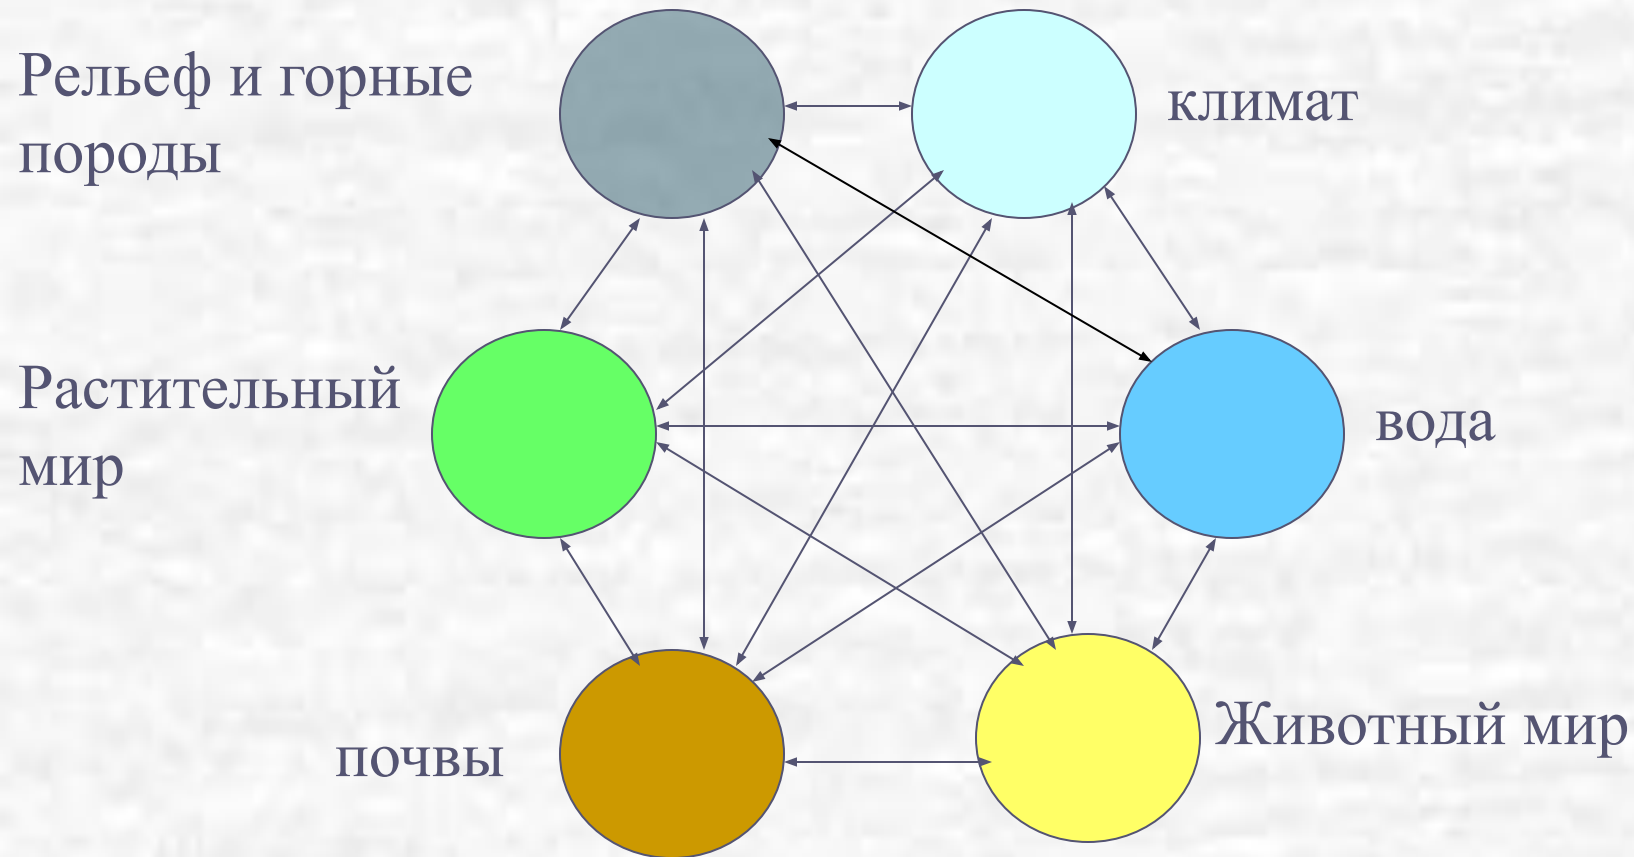 Рельеф и горные
породы
климат
Растительный
мир
вода
почвы
Животный мир